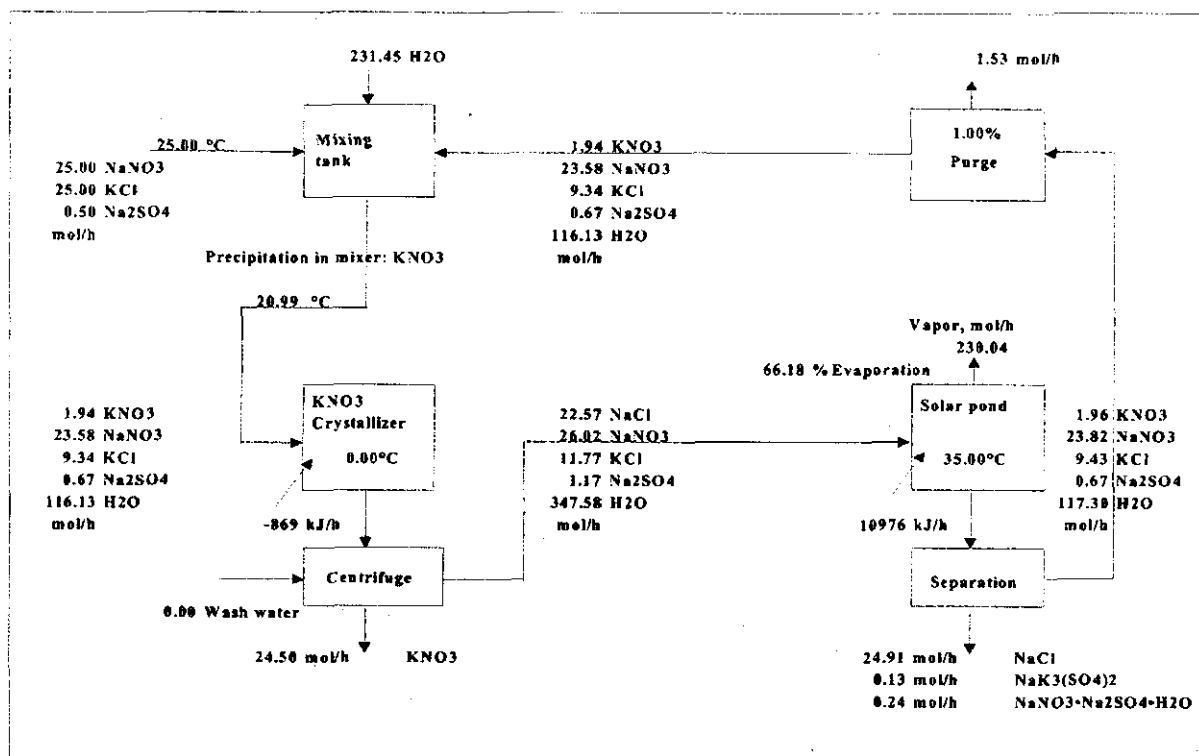 231.45 H2O
1.53 mol/h
Mixing
tank
25.00 °C
25.00 NaNO3
25.00 KCl
0.50 Na2SO4
mol/h
1.00%
Purge
1.94 KNO3
23.58 NaNO3
9.34 KCl
0.67 Na2SO4
116.13 H2O
mol/h
Precipitation in mixer: KNO3
20.99 °C
Vapor, mol/h
230.04
66.18 % Evaporation
1.94 KNO3
23.58 NaNO3
9.34 KCl
0.67 Na2SO4
116.13 H2O
mol/h
KNO3
Crystallizer
0.00°C
22.57 NaCl
26.02 NaNO3
11.77 KCl
1.17 Na2SO4
347.58 H2O
mol/h
Solar pond
35.00°C
1.96 KNO3
23.82 NaNO3
9.43 KCl
0.67 Na2SO4
117.30 H2O
mol/h
-869 kJ/h
10976 kJ/h
Centrifuge
Separation
0.00 Wash water
24.50 mol/h KNO3
24.91 mol/h NaCl
0.13 mol/h NaK3(SO4)2
0.24 mol/h NaNO3•Na2SO4•H2O